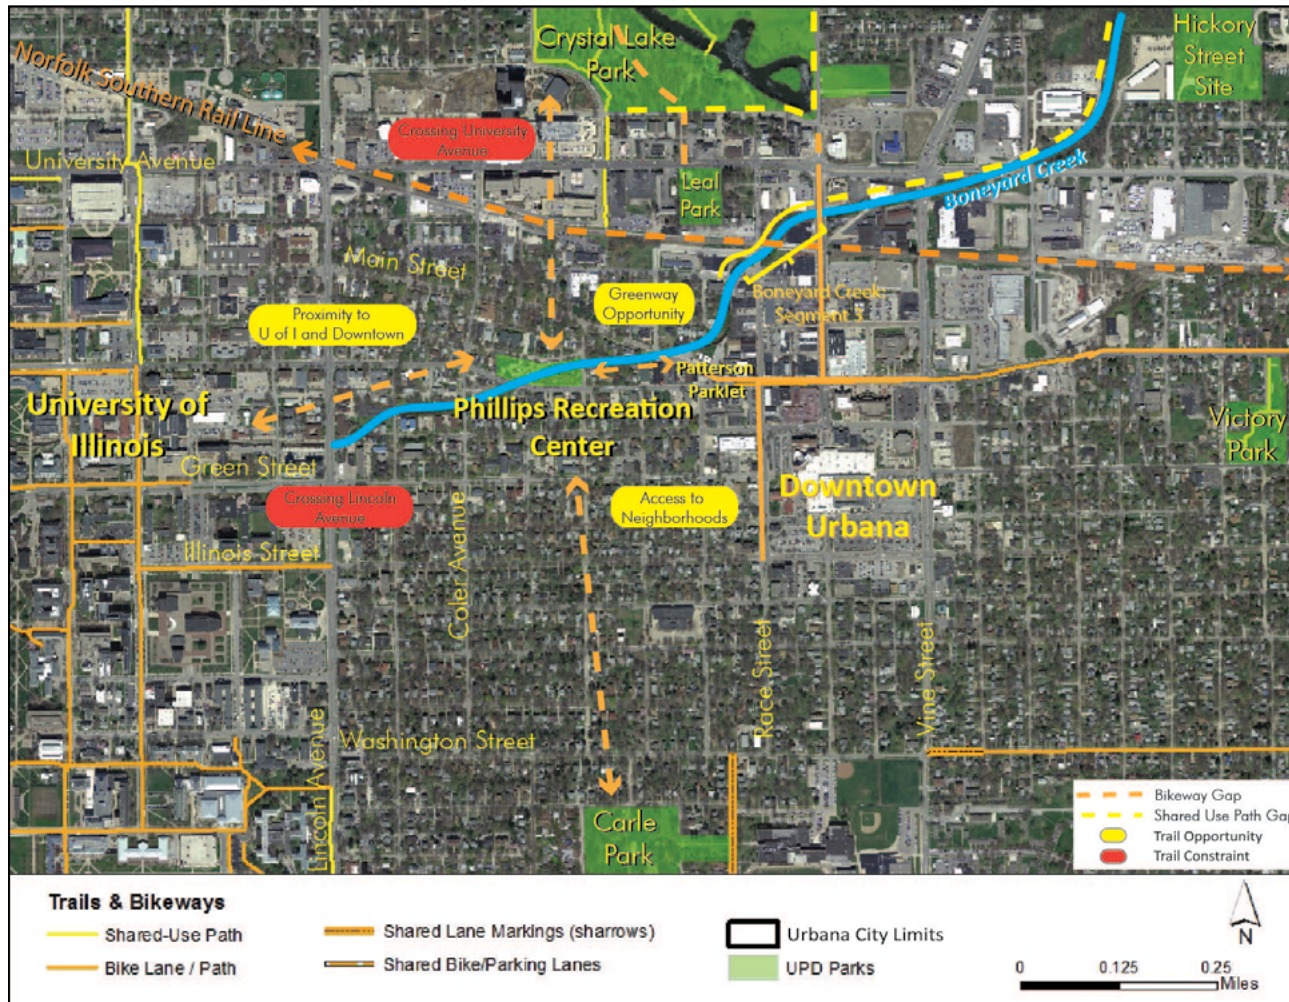 Crystal Lake
Park
Hickory
Street
Site
Norfolk Southern Rail Line
Crossing University
Avenue
University Avenue
Leal
Park
Boneyard Creek
Main Street
Greenway
Opportunity
Boneyard Creek:
Segment 3
Proximity to
U of I and Downtown
Patterson
Parklet
University of
Illinois
Phillips Recreation
Center
Victory
Park
Green Street
Crossing Lincoln
Avenue
Access to
Neighborhoods
Downtown
Urbana
Illinois Street
Coler Avenue
Race Street
Vine Street
Lincoln Avenue
Washington Street
Carle
Park
Bikeway Gap
Shared Use Path Gap
Trail Opportunity
Trail Constraint
Trails & Bikeways
Shared-Use Path
Bike Lane / Path
Shared Lane Markings (sharrows)
Shared Bike/Parking Lanes
Urbana City Limits
UPD Parks
N
0 0.125 0.25
Miles